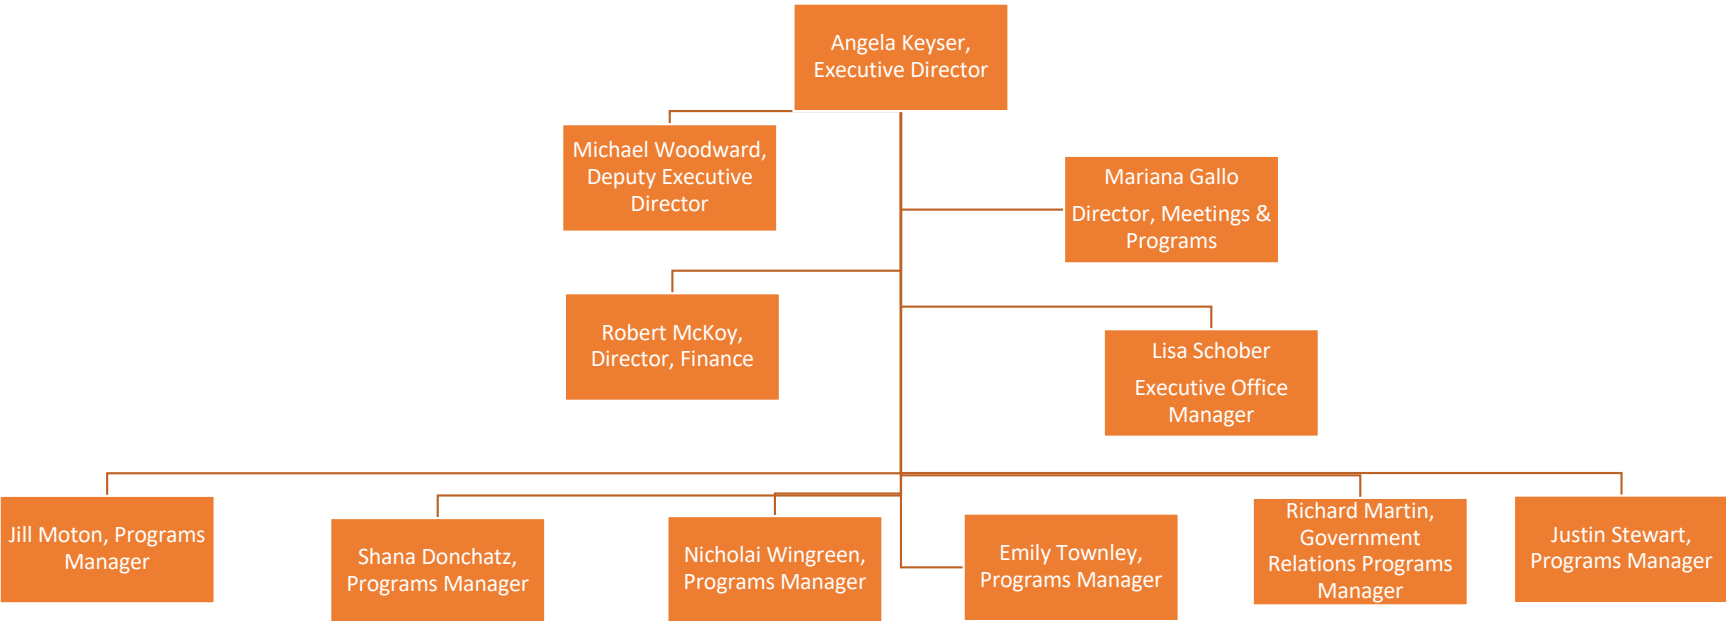 Angela Keyser,
Executive Director
Michael Woodward,
Deputy Executive
Director
Mariana Gallo
Director, Meetings &
Programs
Robert McKoy,
Director, Finance
Lisa Schober
Executive Office
Manager
Jill Moton, Programs
Manager
Shana Donchatz,
Programs Manager
Nicholai Wingreen,
Programs Manager
Emily Townley,
Programs Manager
Richard Martin,
Government
Relations Programs
Manager
Justin Stewart,
Programs Manager